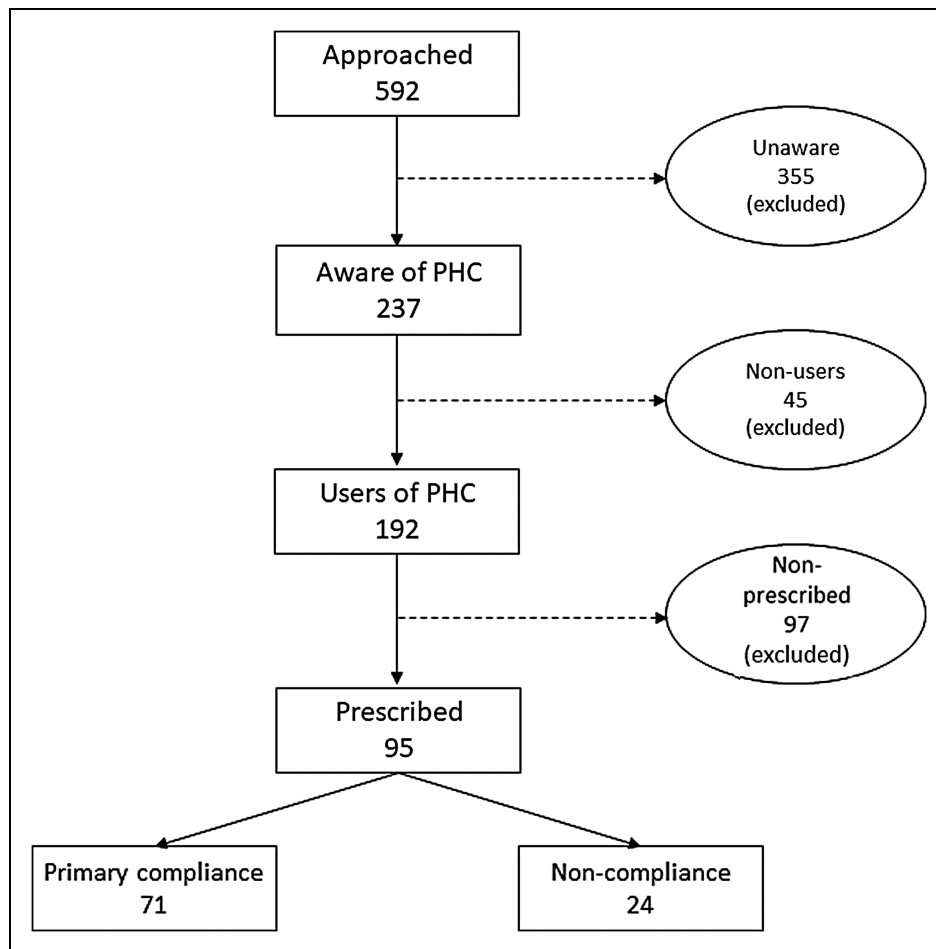 Approached
592
Unaware
355
(excluded)
Aware of PHC
237
Non-users
45
(excluded)
Users of PHC
192
Non-
prescribed
97
(excluded)
Prescribed
95
Primary compliance
71
Non-compliance
24